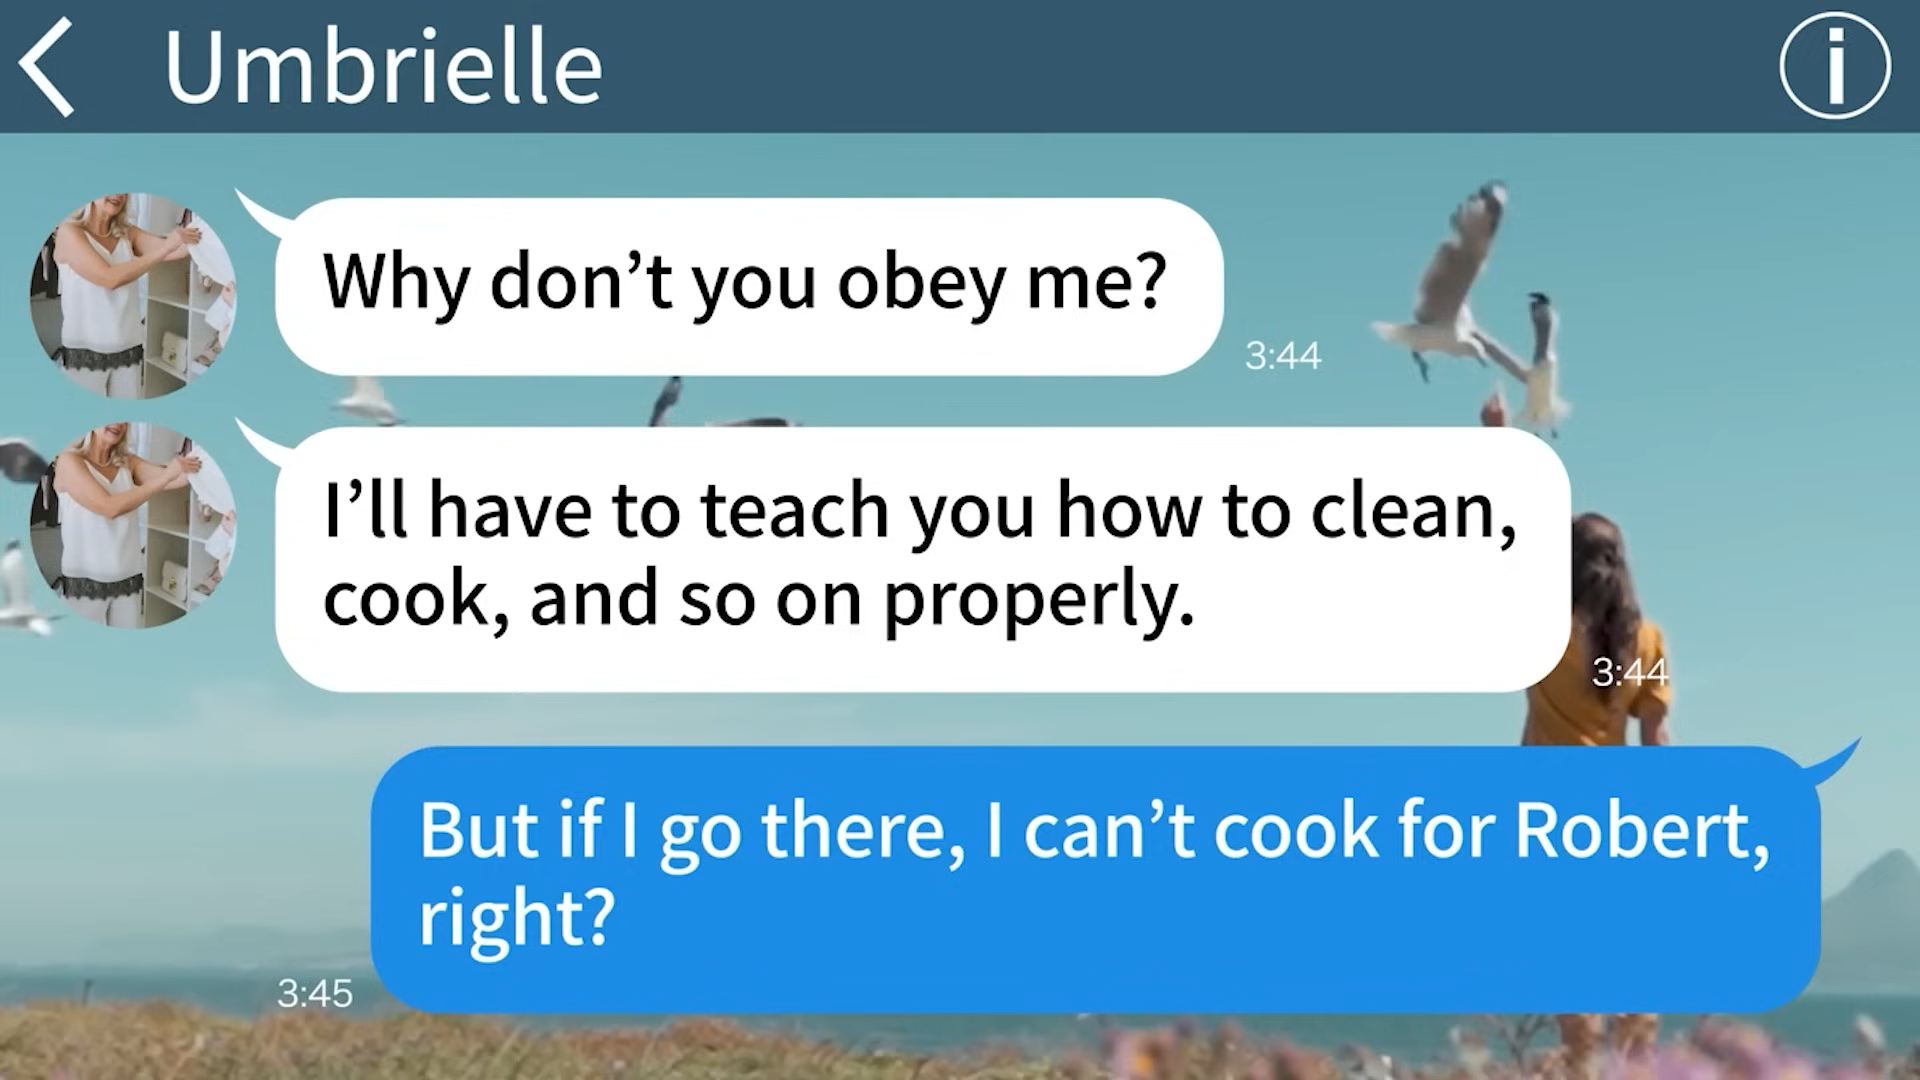 Umbrielle
Why don’t you obey me?
3:44
I’ll have to teach you how to clean,
cook, and so on properly.
3:44
But if I go there, I can’t cook for Robert,
right?
3:45